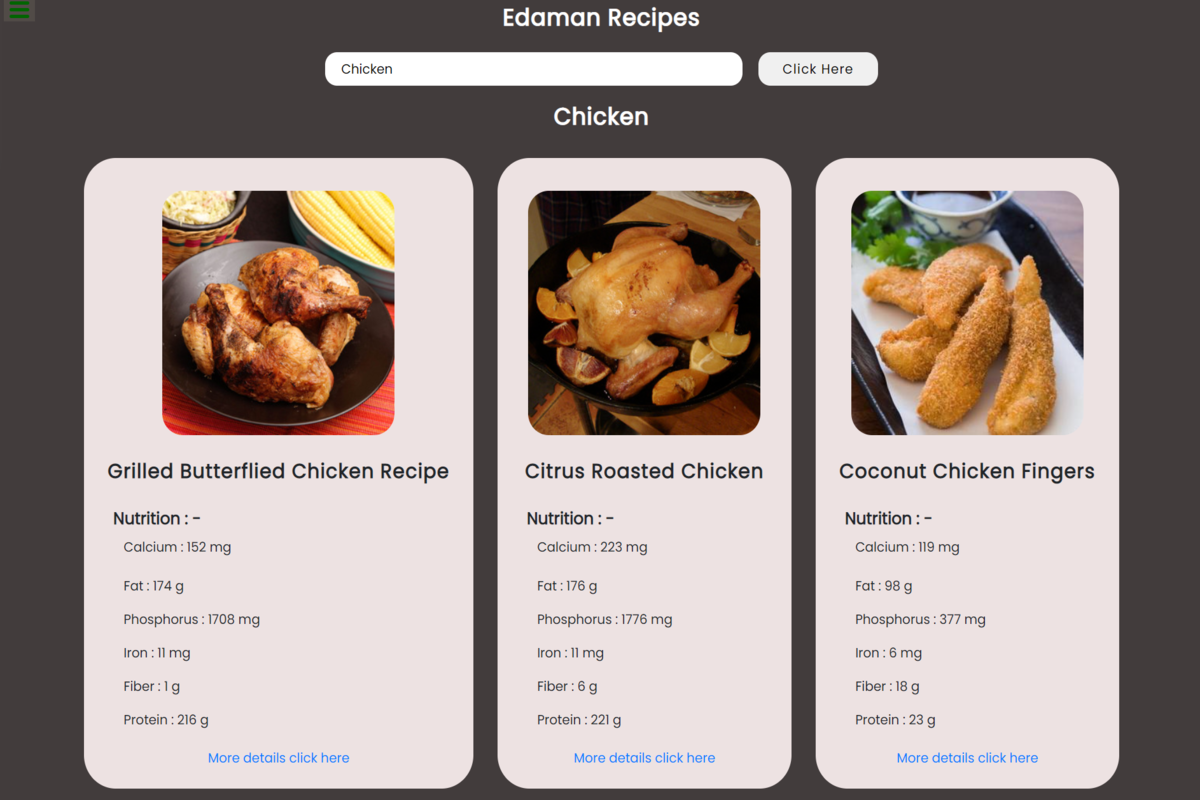 Edaman Recipes
Chicken
Click Here
Chicken
Grilled Butterflied Chicken Recipe
Nutrition : -
Calcium : 152 mg
Fat : 174 g
Phosphorus : 1708 mg
Iron : 11 mg
Fiber : 1 g
Protein : 216 g
More details click here
Citrus Roasted Chicken
Nutrition : -
Calcium : 223 mg
Fat : 176 g
Phosphorus : 1776 mg
Iron : 11 mg
Fiber : 6 g
Protein : 221 g
More details click here
Coconut Chicken Fingers
Nutrition : -
Calcium : 119 mg
Fat : 98 g
Phosphorus : 377 mg
Iron : 6 mg
Fiber : 18 g
Protein : 23 g
More details click here